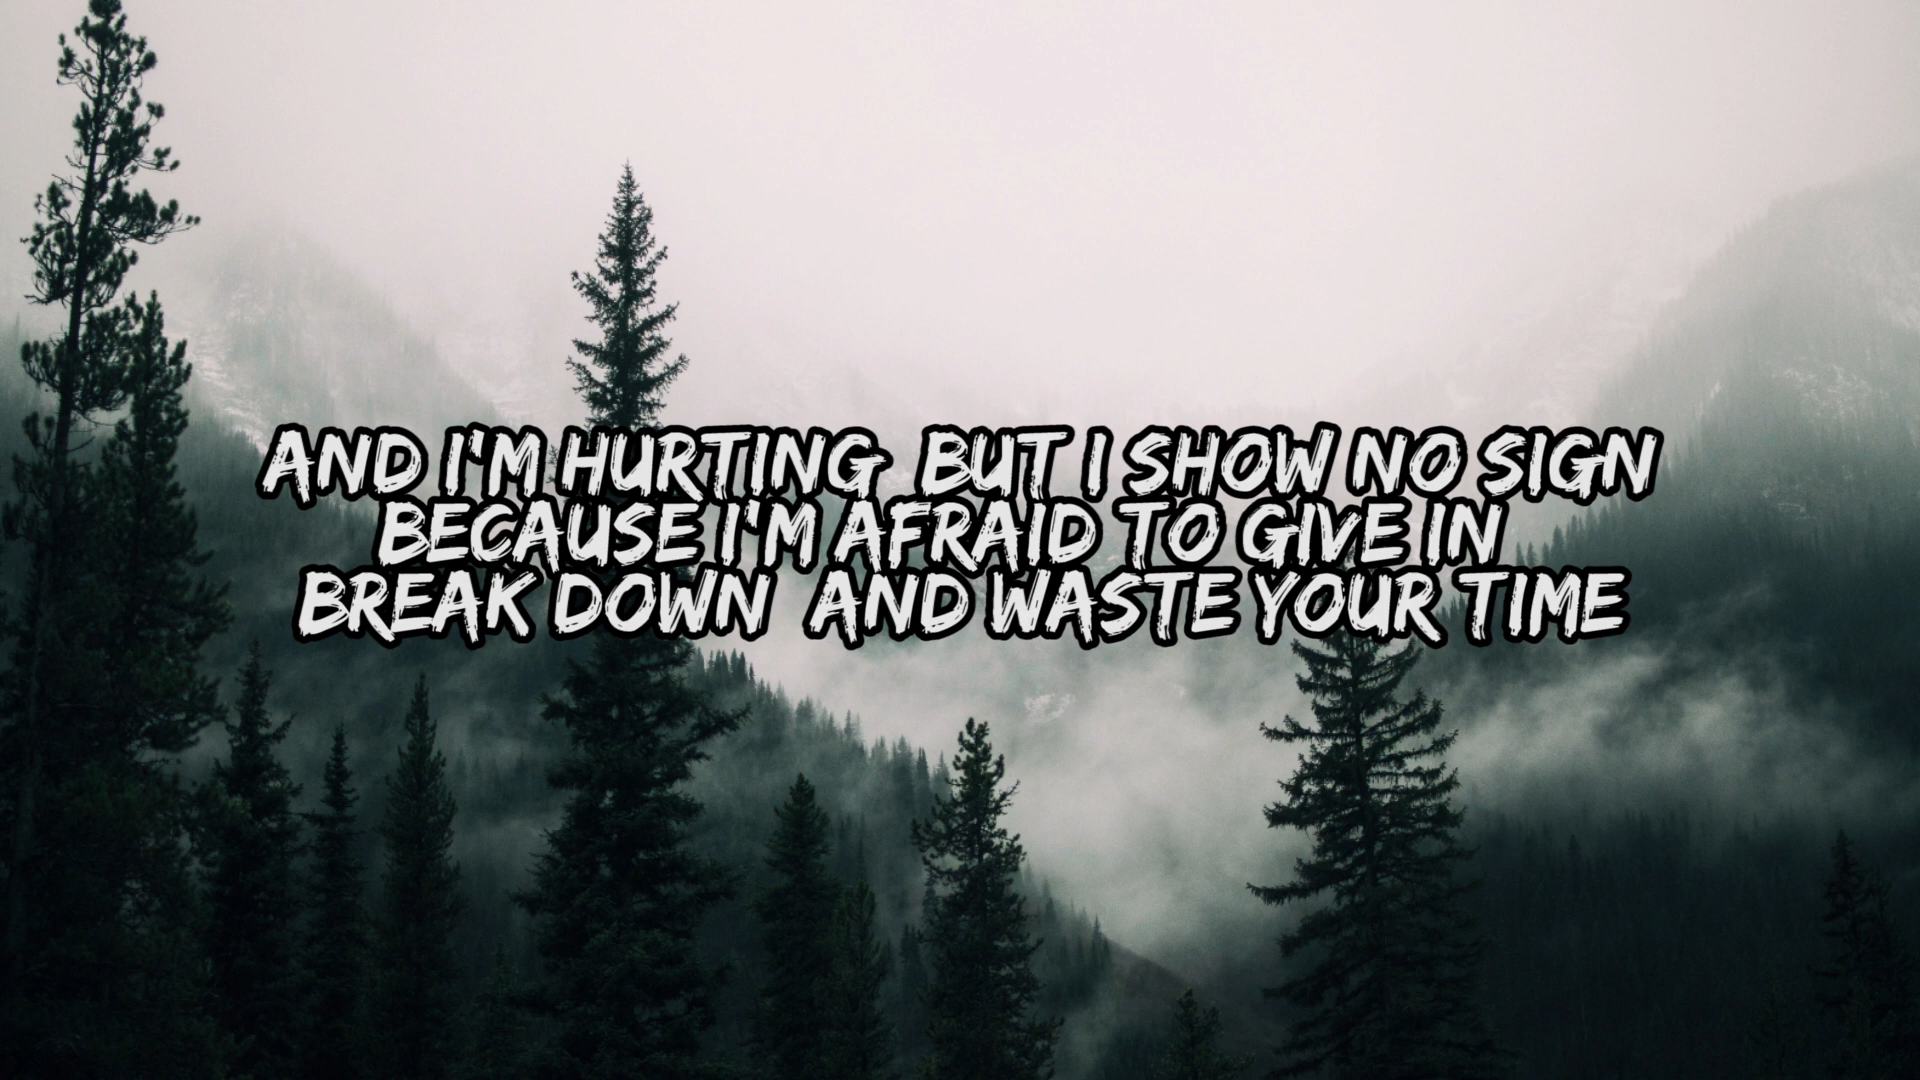 AND I'M HURTING BUT I SHOW NO SIGN
BECAUSE I'M AFRAID TO GIVE IN
BREAK DOWN AND WASTE YOUR TIME